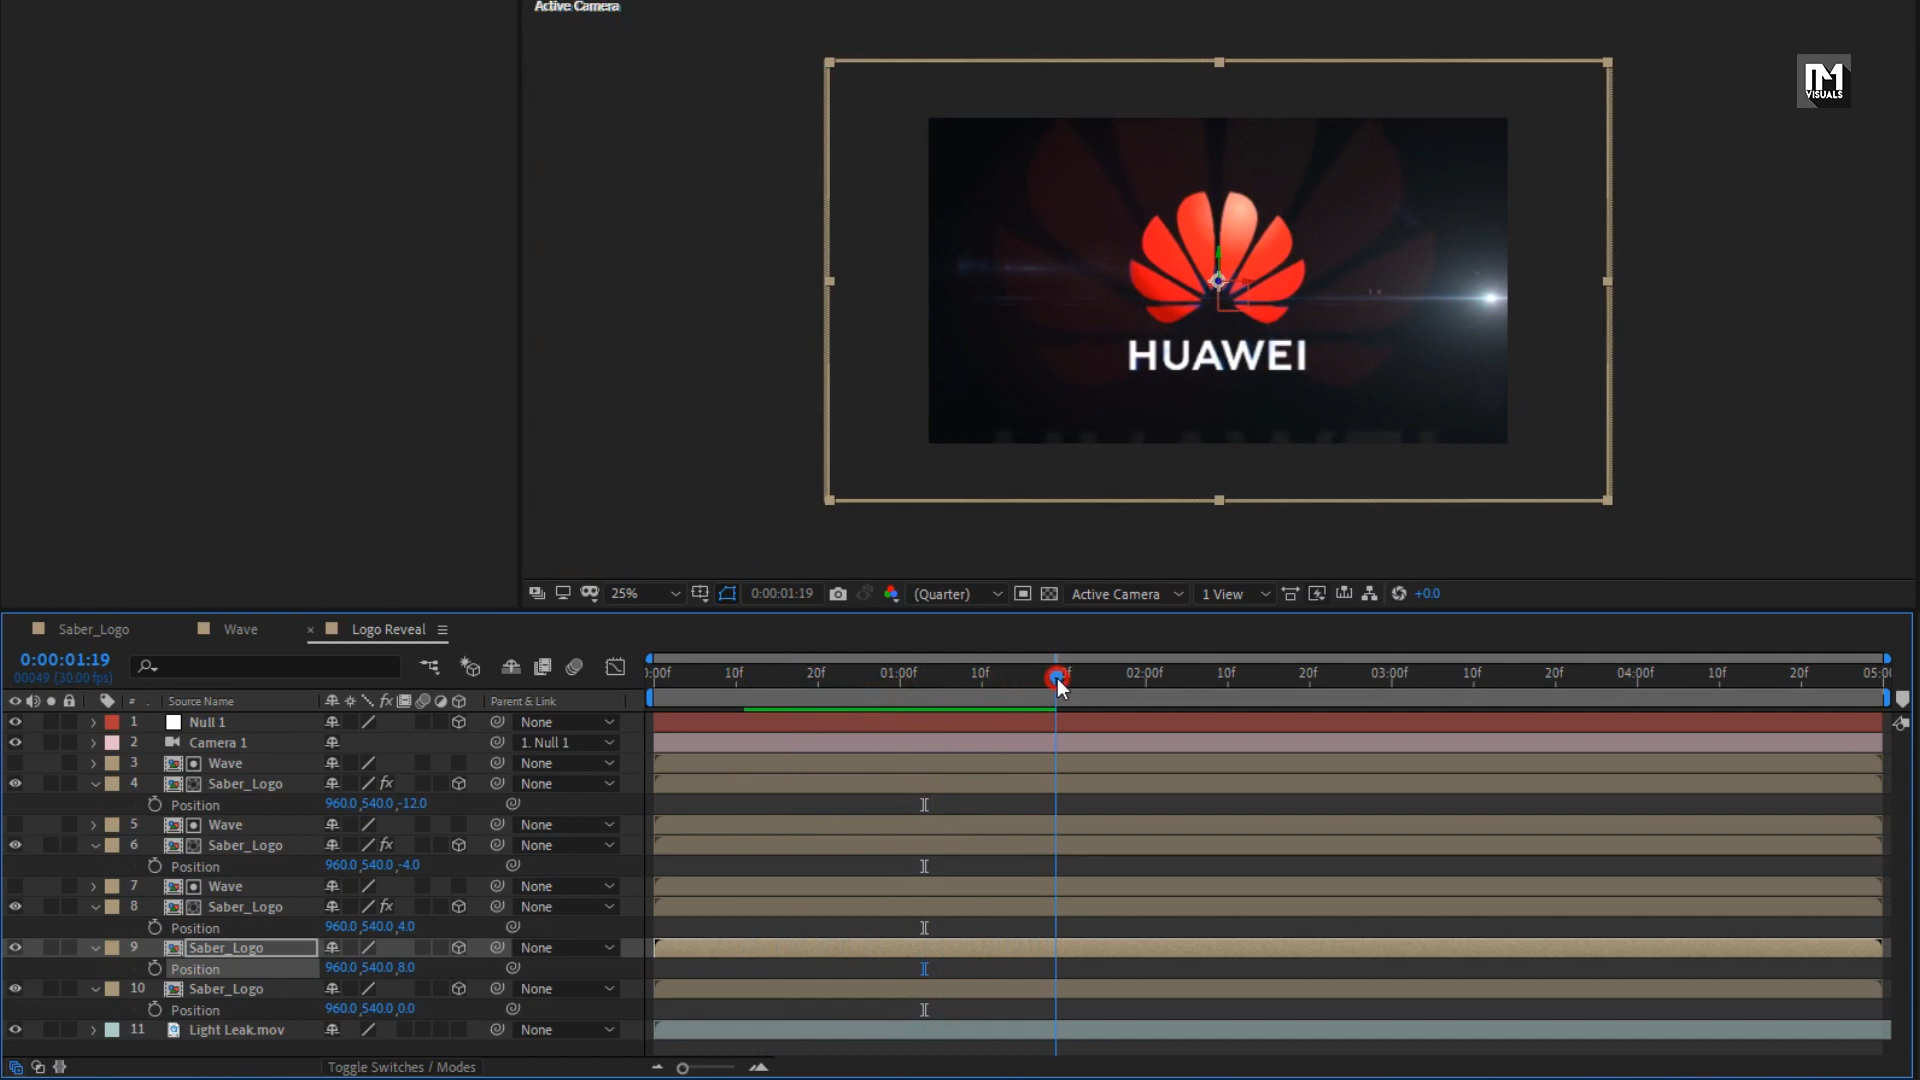 Active Camera
TM
VISUALS
HUAWEI
25%
0:00:01:19
(Quarter)
Active Camera
1 View
+0.0
Saber_Logo
Wave
× Logo Reveal
0:00:01:19
00049 (30.00 fps)
:00f 10f 20f 01:00f 10f 02:00f 10f 20f 03:00f 10f 20f 04:00f 10f 20f 05:00
# Source Name fx Parent & Link
1 Null 1 None
2 Camera 1 1. Null 1
3 Wave None
4 Saber_Logo fx None
Position 960.0,540.0,-12.0
5 Wave None
6 Saber_Logo fx None
Position 960.0,540.0,-4.0
7 Wave None
8 Saber_Logo fx None
Position 960.0,540.0,4.0
9 Saber_Logo None
Position 960.0,540.0,8.0
10 Saber_Logo None
Position 960.0,540.0,0.0
11 Light Leak.mov None
Toggle Switches / Modes